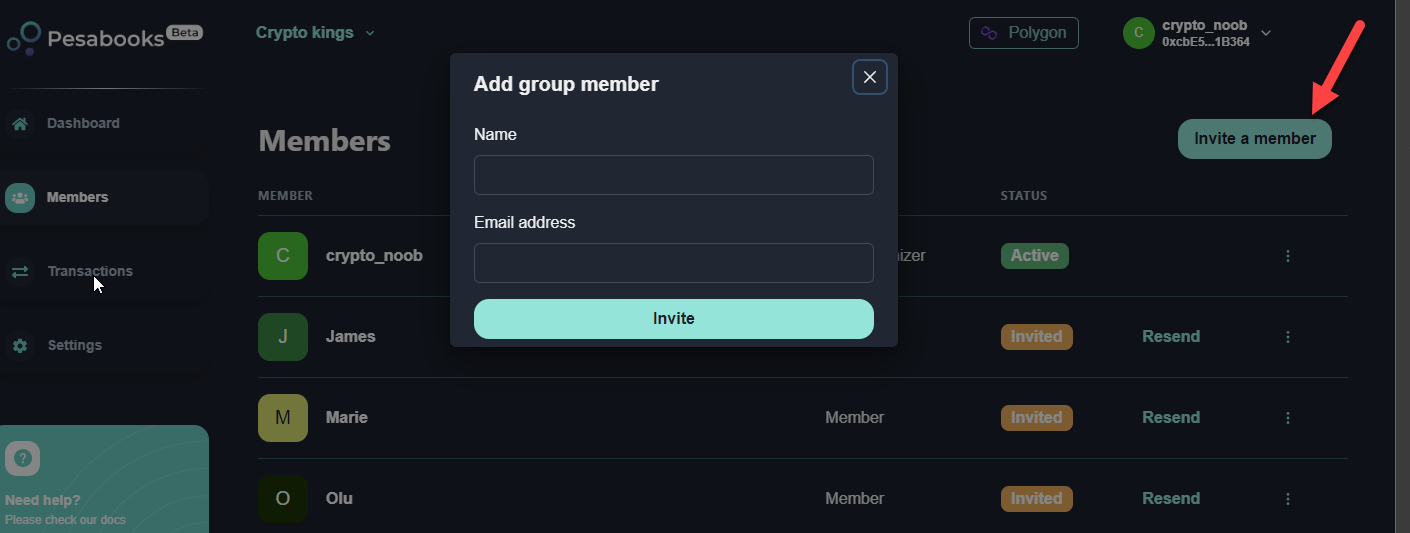 Pesabooks Beta
Crypto kings
Polygon
C
crypto_noob
0xcbE5...1B364
Add group member
Name
Email address
Invite
Dashboard
Members
Transactions
Settings
Need help?
Please check our docs
Members
Invite a member
MEMBER
STATUS
C crypto_noob nizer Active
J James Invited Resend
M Marie Member Invited Resend
O Olu Member Invited Resend